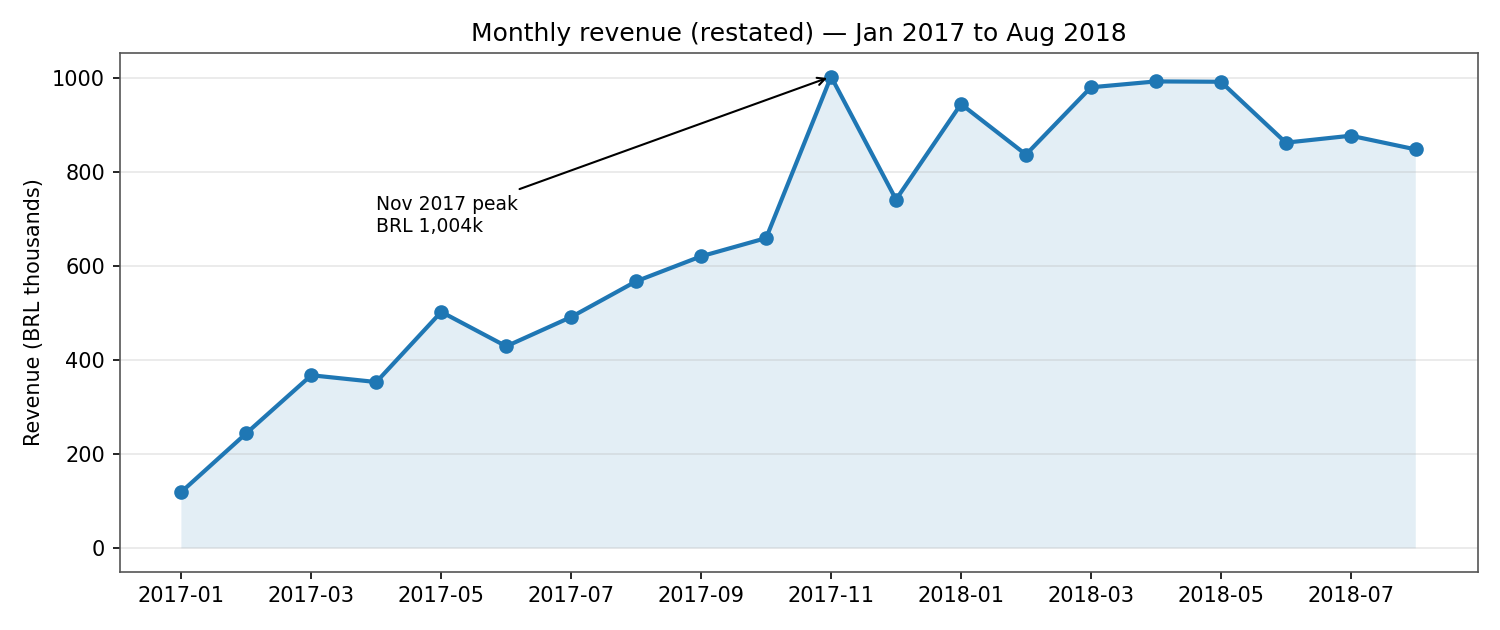 Monthly revenue (restated) — Jan 2017 to Aug 2018
Revenue (BRL thousands)
1000
800
600
400
200
0
Nov 2017 peak
BRL 1,004k
2017-01 2017-03 2017-05 2017-07 2017-09 2017-11 2018-01 2018-03 2018-05 2018-07